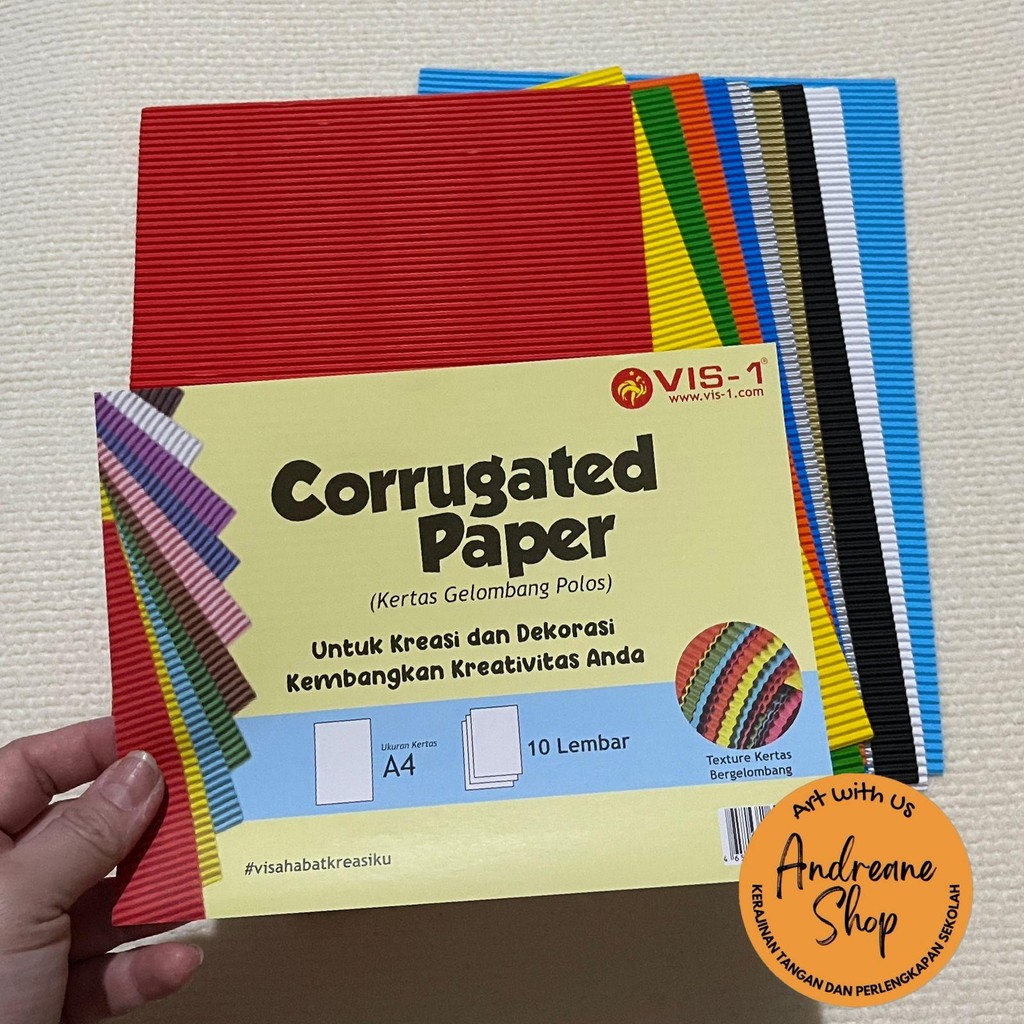 VIS-1®
www.vis-1.com
Corrugated
Paper
(Kertas Gelombang Polos)
Untuk Kreasi dan Dekorasi
Kembangkan Kreativitas Anda
Ukuran Kertas
A4
10 Lembar
Texture Kertas
Bergelombang
#visahabatkreasiku
Art With Us
Andreane
Shop
KERAJINAN TANGAN DAN PERLENGKAPAN SEKOLAH